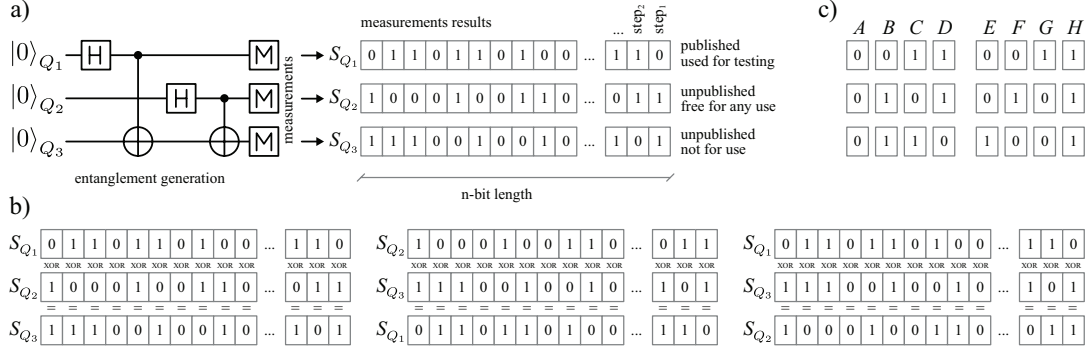 a)
|0⟩Q1 H M
|0⟩Q2 H M
|0⟩Q3 M
entanglement generation
measurements
measurements results
... step2 step1
SQ1 0 1 1 0 1 1 0 1 0 0 ... 1 1 0
published
used for testing
SQ2 1 0 0 0 1 0 0 1 1 0 ... 0 1 1
unpublished
free for any use
SQ3 1 1 1 0 0 1 0 0 1 0 ... 1 0 1
unpublished
not for use
n-bit length
c)
A B C D E F G H
0 0 1 1 0 0 1 1
0 1 0 1 0 1 0 1
0 1 1 0 1 0 0 1
b)
SQ1 0 1 1 0 1 1 0 1 0 0 ... 1 1 0
XOR XOR XOR XOR XOR XOR XOR XOR XOR XOR XOR XOR XOR
SQ2 1 0 0 0 1 0 0 1 1 0 ... 0 1 1
= = = = = = = = = = = = =
SQ3 1 1 1 0 0 1 0 0 1 0 ... 1 0 1
SQ2 1 0 0 0 1 0 0 1 1 0 ... 0 1 1
XOR XOR XOR XOR XOR XOR XOR XOR XOR XOR XOR XOR XOR
SQ3 1 1 1 0 0 1 0 0 1 0 ... 1 0 1
= = = = = = = = = = = = =
SQ1 0 1 1 0 1 1 0 1 0 0 ... 1 1 0
SQ1 0 1 1 0 1 1 0 1 0 0 ... 1 1 0
XOR XOR XOR XOR XOR XOR XOR XOR XOR XOR XOR XOR XOR
SQ3 1 1 1 0 0 1 0 0 1 0 ... 1 0 1
= = = = = = = = = = = = =
SQ2 1 0 0 0 1 0 0 1 1 0 ... 0 1 1